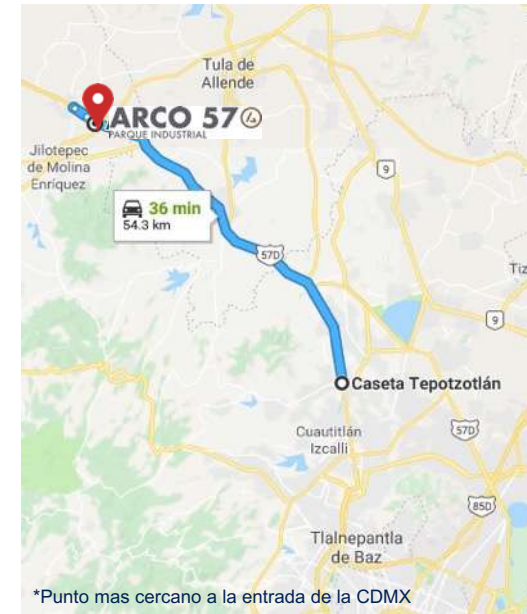 Tula de
Allende
ARCO 57
PARQUE INDUSTRIAL
Jilotepec
de Molina
Enríquez
9
36 min
54.3 km
57D
Tiz
9
Caseta Tepotzotlán
Cuautitlán
Izcalli
57D
85D
Tlalnepantla
de Baz
*Punto mas cercano a la entrada de la CDMX